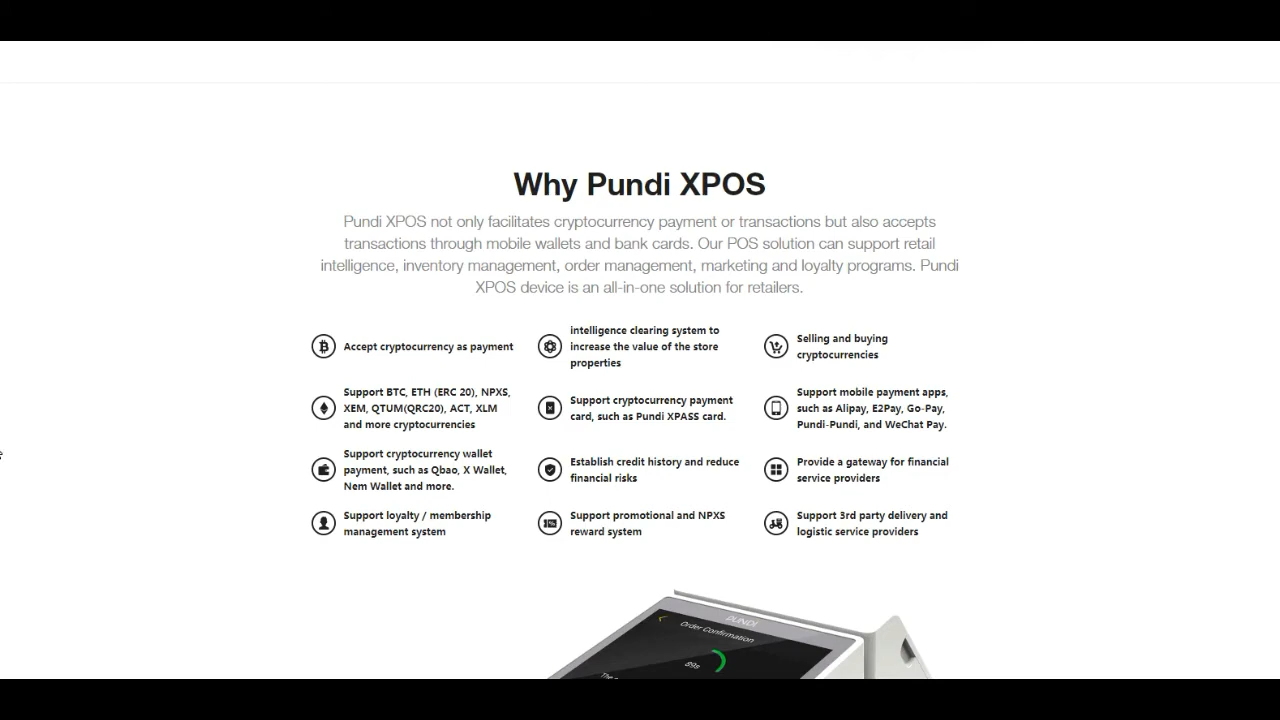 Why Pundi XPOS
Pundi XPOS not only facilitates cryptocurrency payment or transactions but also accepts
transactions through mobile wallets and bank cards. Our POS solution can support retail
intelligence, inventory management, order management, marketing and loyalty programs. Pundi
XPOS device is an all-in-one solution for retailers.
Accept cryptocurrency as payment
intelligence clearing system to
increase the value of the store
properties
Selling and buying
cryptocurrencies
Support BTC, ETH (ERC 20), NPXS,
XEM, QTUM(QRC20), ACT, XLM
and more cryptocurrencies
Support cryptocurrency payment
card, such as Pundi XPASS card.
Support mobile payment apps,
such as Alipay, E2Pay, Go-Pay,
Pundi-Pundi, and WeChat Pay.
Support cryptocurrency wallet
payment, such as Qbao, X Wallet,
Nem Wallet and more.
Establish credit history and reduce
financial risks
Provide a gateway for financial
service providers
Support loyalty / membership
management system
Support promotional and NPXS
reward system
Support 3rd party delivery and
logistic service providers
PUNDI
Order Confirmation
89s